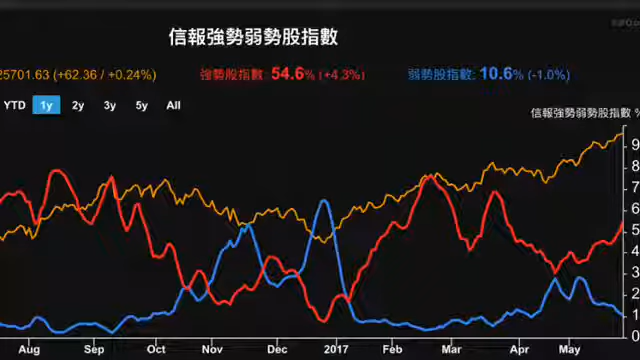 信報強勢弱勢股指數
25701.63 (+62.36 / +0.24%) 強勢股指數: 54.6% (+4.3%) 弱勢股指數: 10.6% (-1.0%)
YTD 1y 2y 3y 5y All
信報強勢弱勢股指數 %
9
8
7
6
5
4
3
2
1
0
Aug Sep Oct Nov Dec 2017 Feb Mar Apr May